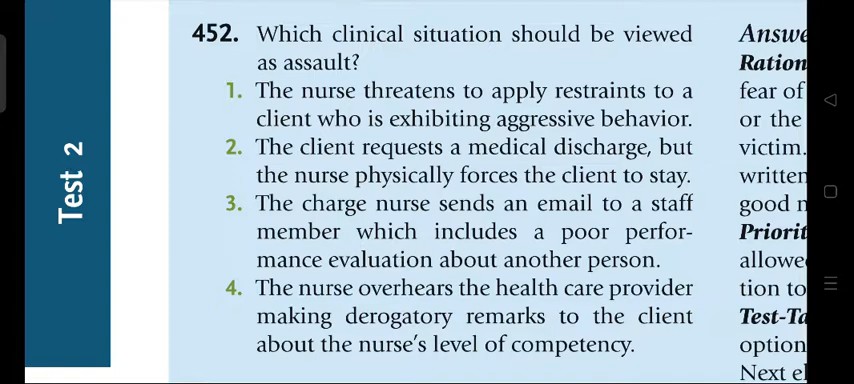 Test 2
452. Which clinical situation should be viewed
as assault?
1. The nurse threatens to apply restraints to a
client who is exhibiting aggressive behavior.
2. The client requests a medical discharge, but
the nurse physically forces the client to stay.
3. The charge nurse sends an email to a staff
member which includes a poor perfor-
mance evaluation about another person.
4. The nurse overhears the health care provider
making derogatory remarks to the client
about the nurse's level of competency.
Answe
Ration
fear of
or the
victim.
written
good n
Priorit
allowe
tion to
Test-Ta
option
Next el